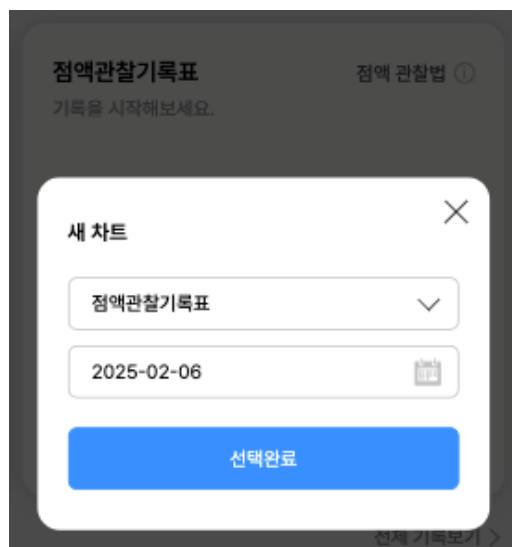 점액관찰기록표
점액 관찰법
기록을 시작해보세요.
새 차트
점액관찰기록표
2025-02-06
선택완료
전체 기록보기 >